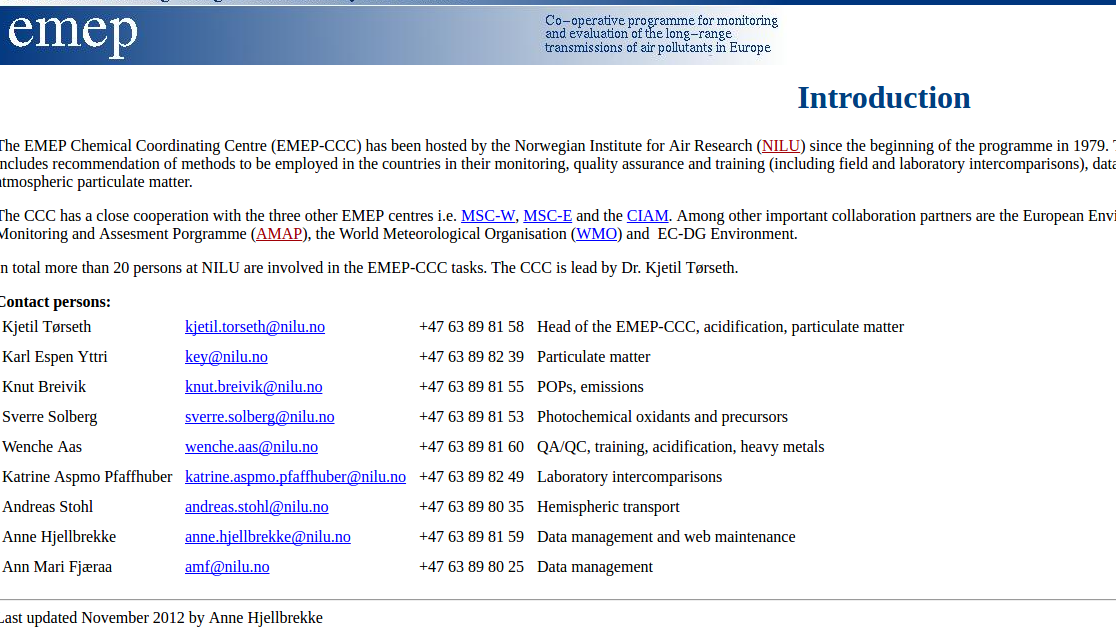 emep
Co-operative programme for monitoring
and evaluation of the long-range
transmissions of air pollutants in Europe
Introduction
The EMEP Chemical Coordinating Centre (EMEP-CCC) has been hosted by the Norwegian Institute for Air Research (NILU) since the beginning of the programme in 1979.
includes recommendation of methods to be employed in the countries in their monitoring, quality assurance and training (including field and laboratory intercomparisons), data
atmospheric particulate matter.
The CCC has a close cooperation with the three other EMEP centres i.e. MSC-W, MSC-E and the CIAM. Among other important collaboration partners are the European Envi
Monitoring and Assesment Porgramme (AMAP), the World Meteorological Organisation (WMO) and EC-DG Environment.
In total more than 20 persons at NILU are involved in the EMEP-CCC tasks. The CCC is lead by Dr. Kjetil Tørseth.
Contact persons:
Kjetil Tørseth kjetil.torseth@nilu.no +47 63 89 81 58 Head of the EMEP-CCC, acidification, particulate matter
Karl Espen Yttri key@nilu.no +47 63 89 82 39 Particulate matter
Knut Breivik knut.breivik@nilu.no +47 63 89 81 55 POPs, emissions
Sverre Solberg sverre.solberg@nilu.no +47 63 89 81 53 Photochemical oxidants and precursors
Wenche Aas wenche.aas@nilu.no +47 63 89 81 60 QA/QC, training, acidification, heavy metals
Katrine Aspmo Pfaffhuber katrine.aspmo.pfaffhuber@nilu.no +47 63 89 82 49 Laboratory intercomparisons
Andreas Stohl andreas.stohl@nilu.no +47 63 89 80 35 Hemispheric transport
Anne Hjellbrekke anne.hjellbrekke@nilu.no +47 63 89 81 59 Data management and web maintenance
Ann Mari Fjæraa amf@nilu.no +47 63 89 80 25 Data management
Last updated November 2012 by Anne Hjellbrekke